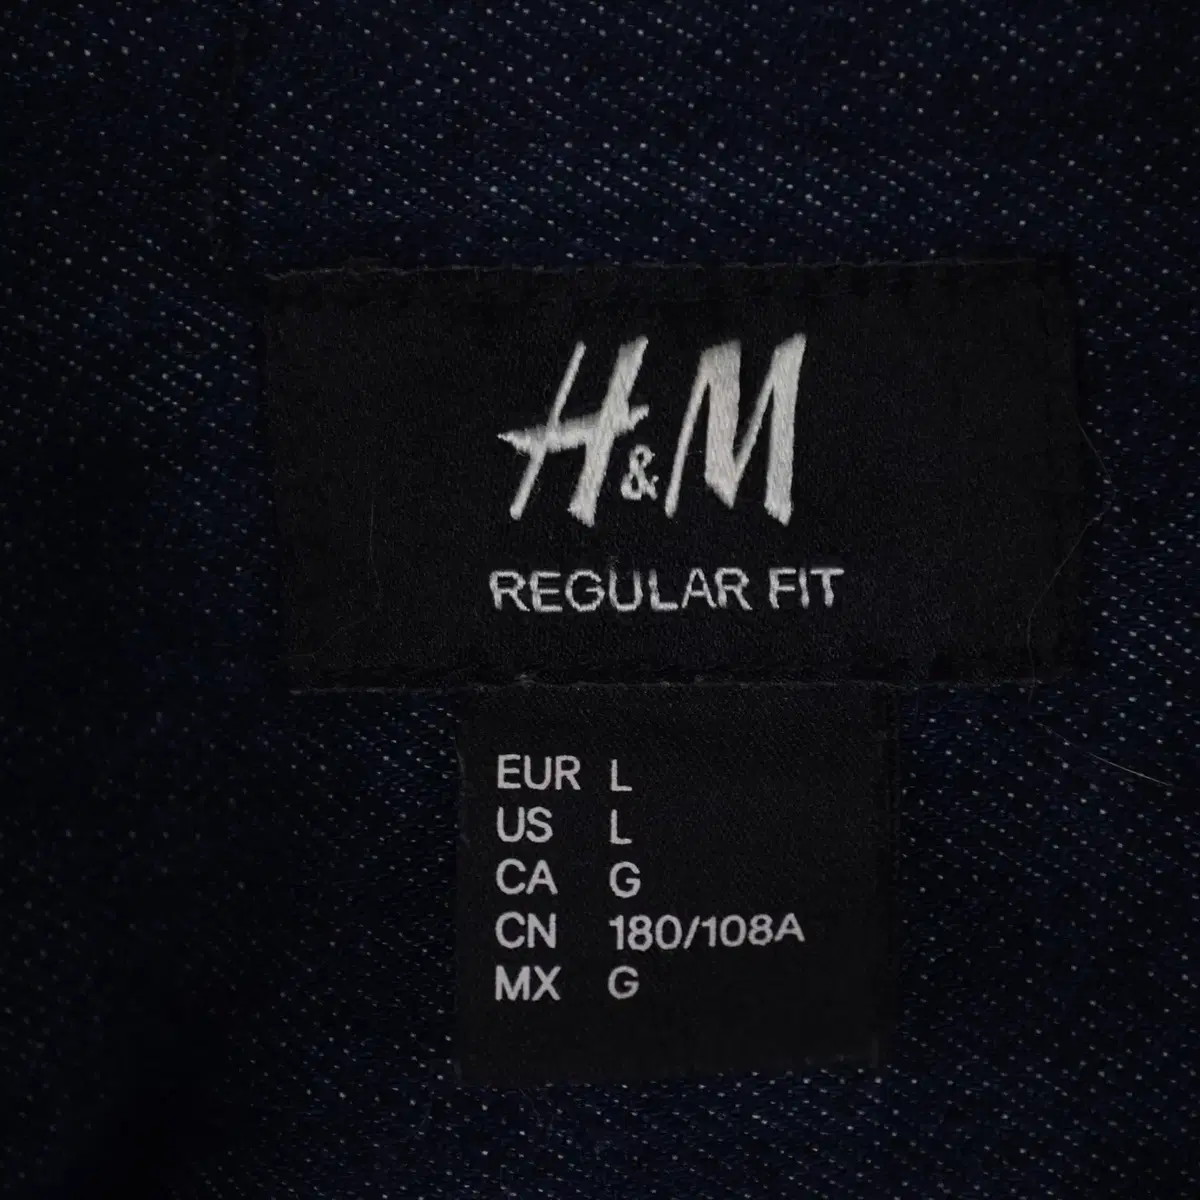 H&M
REGULAR FIT
EUR L
US L
CA G
CN 180/108A
MX G